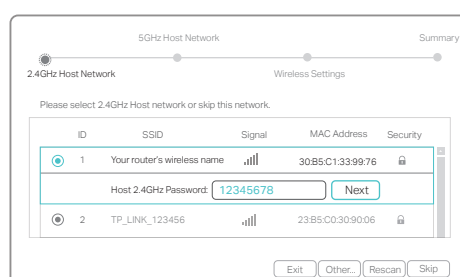 5GHz Host Network Summary
2.4GHz Host Network Wireless Settings
Please select 2.4GHz Host network or skip this network.
ID SSID Signal MAC Address Security
1 Your router's wireless name 30:B5:C1:33:99:76
Host 2.4GHz Password: 12345678 Next
2 TP_LINK_123456 23:B5:C0:30:90:06
Exit Other... Rescan Skip